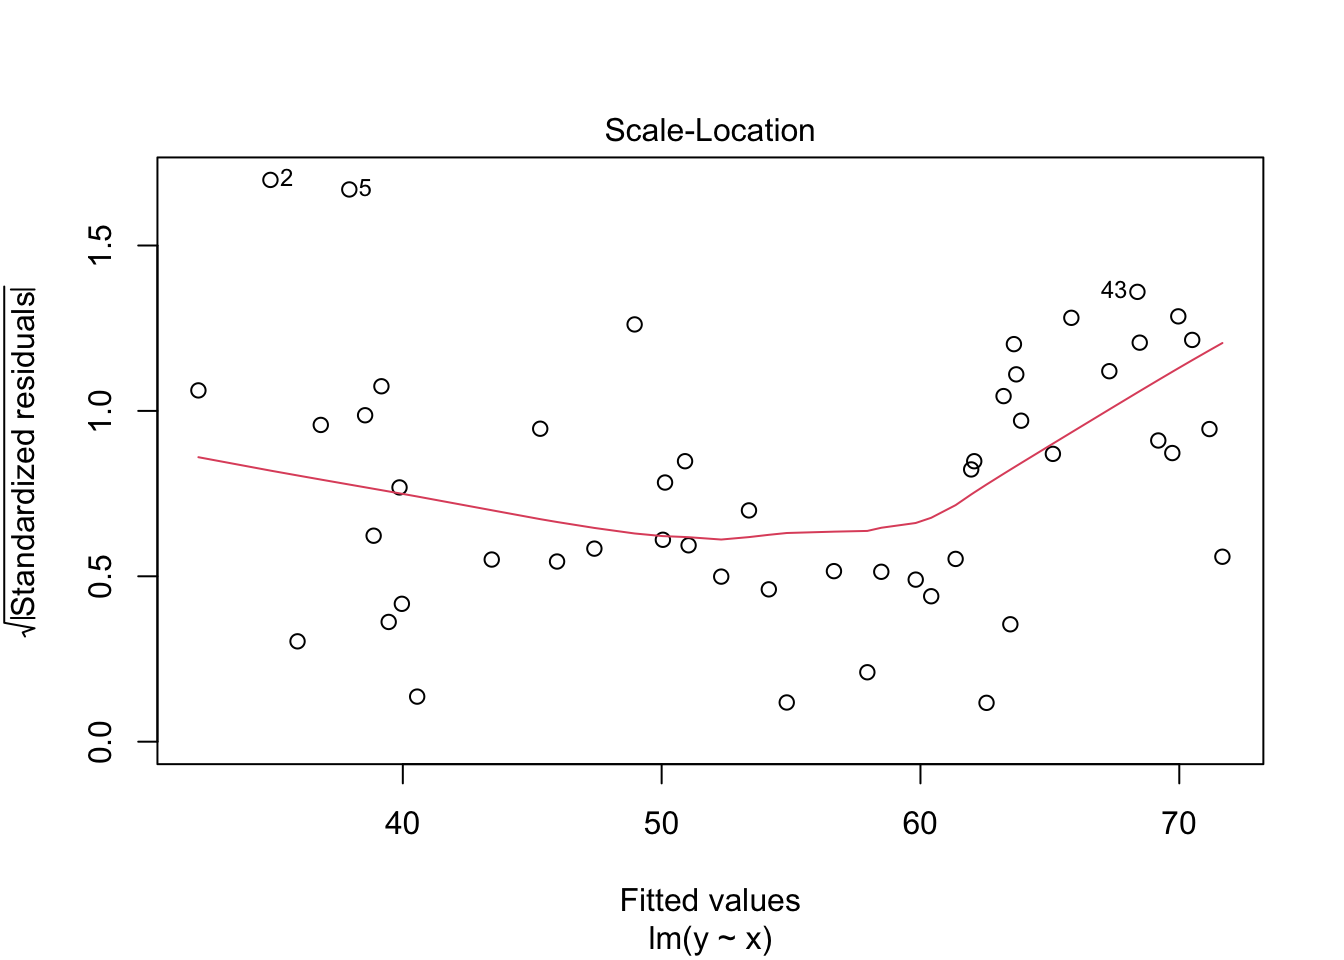 Scale-Location
√|Standardized residuals|
1.5
1.0
0.5
0.0
2
5
43
40 50 60 70
Fitted values
lm(y ~ x)